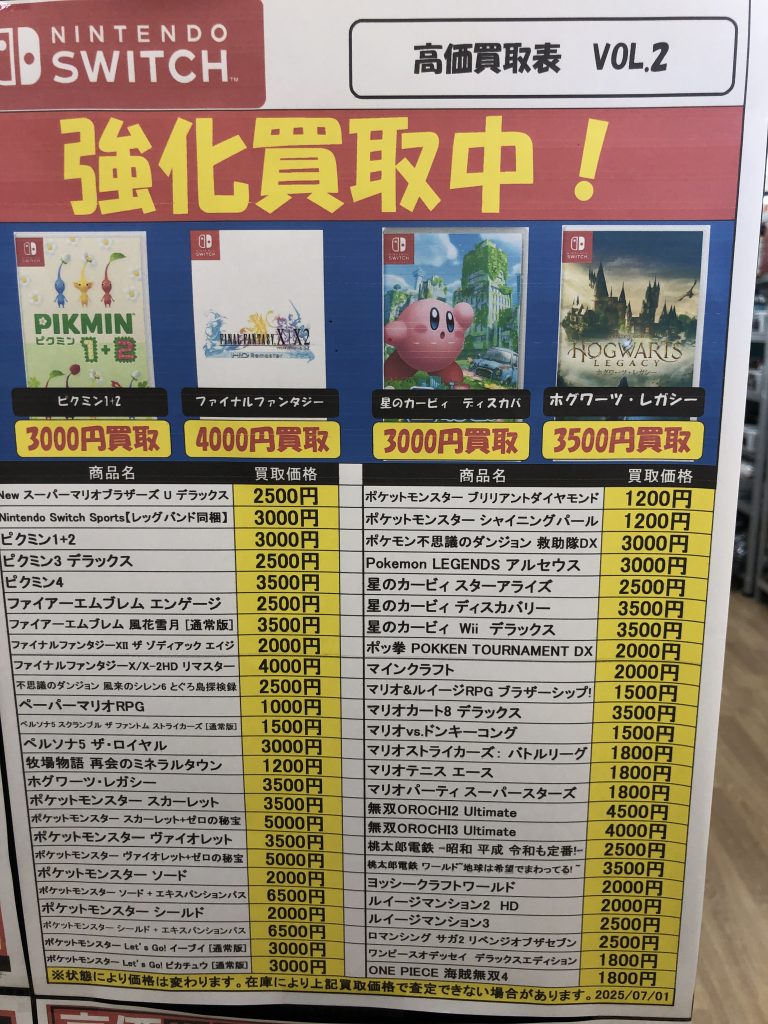 NINTENDO
SWITCH™
高価買取表　VOL.2
強化買取中！
PIKMIN
ピクミン
1+2
FINAL FANTASY X|X2
HD Remaster
HOGWARTS
LEGACY
ホグワーツ・レガシー
ピクミン1+2
ファイナルファンタジー
星のカービィ　ディスカバ
ホグワーツ・レガシー
3000円買取
4000円買取
3000円買取
3500円買取
商品名 買取価格
New スーパーマリオブラザーズ U デラックス 2500円
Nintendo Switch Sports【レッグバンド同梱】 3000円
ピクミン1+2 3000円
ピクミン3 デラックス 2500円
ピクミン4 3500円
ファイアーエムブレム エンゲージ 2500円
ファイアーエムブレム 風花雪月 [通常版] 3500円
ファイナルファンタジーXII ザ ゾディアック エイジ 2000円
ファイナルファンタジーX/X-2HD リマスター 4000円
不思議のダンジョン 風来のシレン6 とぐろ島探検録 2500円
ペーパーマリオRPG 1000円
ペルソナ5 スクランブル ザ ファントム ストライカーズ [通常版] 1500円
ペルソナ5 ザ・ロイヤル 3000円
牧場物語 再会のミネラルタウン 1200円
ホグワーツ・レガシー 3500円
ポケットモンスター スカーレット 3500円
ポケットモンスター スカーレット+ゼロの秘宝 5000円
ポケットモンスター ヴァイオレット 3500円
ポケットモンスター ヴァイオレット+ゼロの秘宝 5000円
ポケットモンスター ソード 2000円
ポケットモンスター ソード + エキスパンションパス 6500円
ポケットモンスター シールド 2000円
ポケットモンスター シールド + エキスパンションパス 6500円
ポケットモンスター Let's Go! イーブイ [通常版] 3000円
ポケットモンスター Let's Go! ピカチュウ [通常版] 3000円
商品名 買取価格
ポケットモンスター ブリリアントダイヤモンド 1200円
ポケットモンスター シャイニングパール 1200円
ポケモン不思議のダンジョン 救助隊DX 3000円
Pokemon LEGENDS アルセウス 3000円
星のカービィ スターアライズ 2500円
星のカービィ ディスカバリー 3500円
星のカービィ Wii デラックス 3500円
ポッ拳 POKKEN TOURNAMENT DX 2000円
マインクラフト 2000円
マリオ&ルイージRPG ブラザーシップ! 1500円
マリオカート8 デラックス 3500円
マリオvs.ドンキーコング 1500円
マリオストライカーズ： バトルリーグ 1800円
マリオテニス エース 1800円
マリオパーティ スーパースターズ 1800円
無双OROCHI2 Ultimate 4500円
無双OROCHI3 Ultimate 4000円
桃太郎電鉄 ~昭和 平成 令和も定番!~ 2500円
桃太郎電鉄 ワールド~地球は希望でまわってる!~ 3500円
ヨッシークラフトワールド 2000円
ルイージマンション2 HD 2000円
ルイージマンション3 2500円
ロマンシング サガ2 リベンジオブザセブン 2500円
ワンピースオデッセイ デラックスエディション 1800円
ONE PIECE 海賊無双4 1800円
※状態により価格は変わります。在庫により上記買取価格で査定できない場合があります。2025/07/01